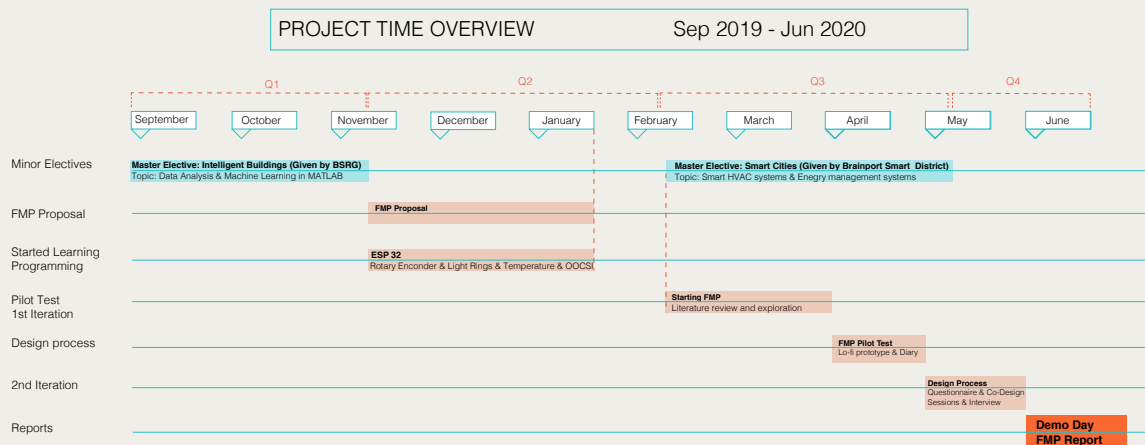 PROJECT TIME OVERVIEW Sep 2019 - Jun 2020
Q1 Q2 Q3 Q4
September October November December January February March April May June
Minor Electives
Master Elective: Intelligent Buildings (Given by BSRG)
Topic: Data Analysis & Machine Learning in MATLAB
Master Elective: Smart Cities (Given by Brainport Smart District)
Topic: Smart HVAC systems & Enegry management systems
FMP Proposal
FMP Proposal
Started Learning
Programming
ESP 32
Rotary Enconder & Light Rings & Temperature & OOCSI
Pilot Test
1st Iteration
Starting FMP
Literature review and exploration
Design process
FMP Pilot Test
Lo-fi prototype & Diary
2nd Iteration
Design Process
Questionnaire & Co-Design
Sessions & Interview
Reports
Demo Day
FMP Report